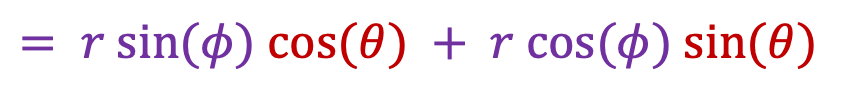 = r sin(ϕ) cos(θ) + r cos(ϕ) sin(θ)